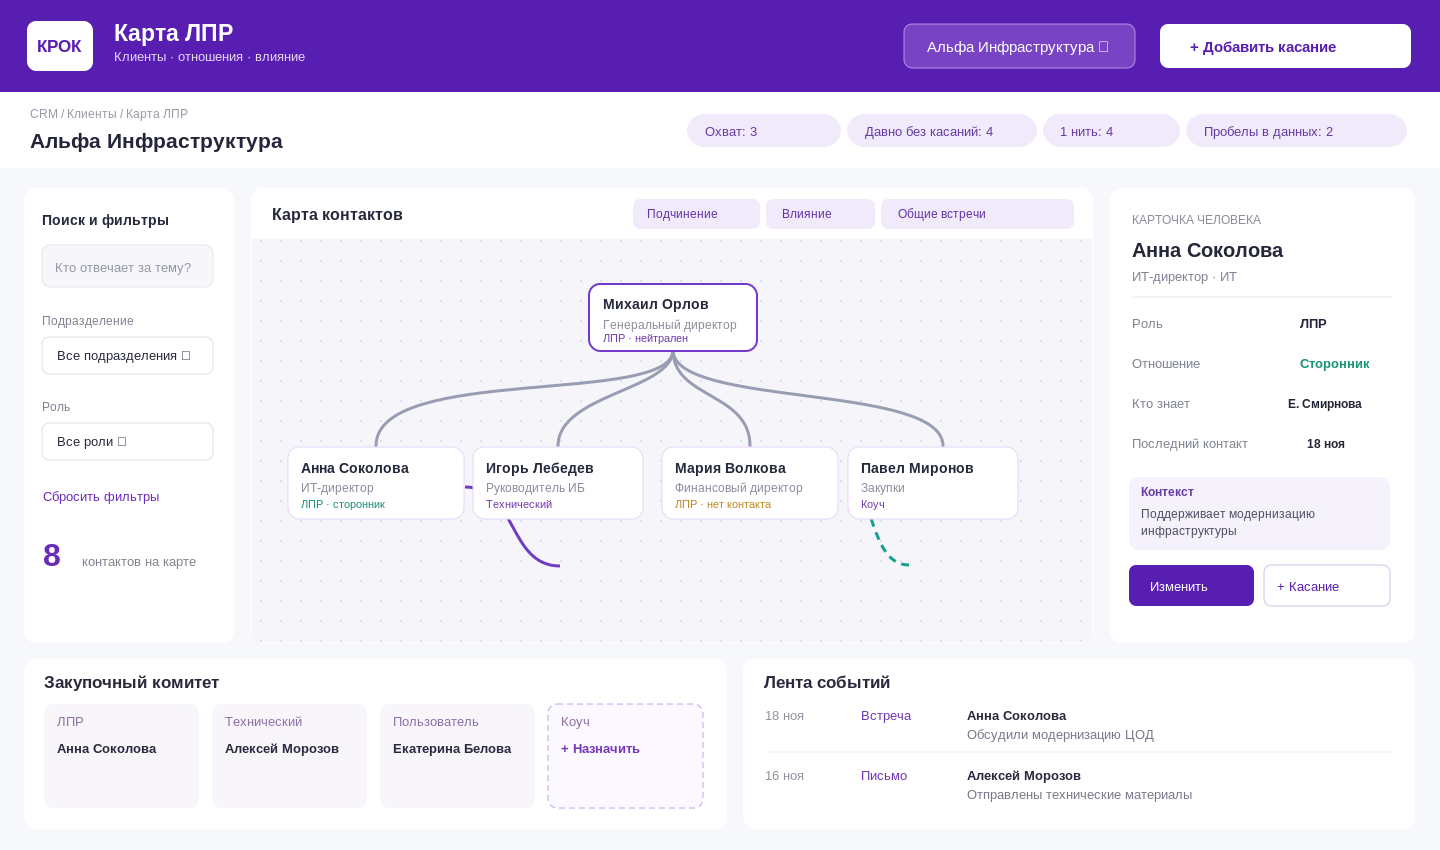 КРОК
Карта ЛПР
Клиенты · отношения · влияние
Альфа Инфраструктура
+ Добавить касание
CRM / Клиенты / Карта ЛПР
Альфа Инфраструктура
Охват: 3
Давно без касаний: 4
1 нить: 4
Пробелы в данных: 2
Поиск и фильтры
Кто отвечает за тему?
Подразделение
Все подразделения
Роль
Все роли
Сбросить фильтры
8 контактов на карте
Карта контактов
Подчинение
Влияние
Общие встречи
Михаил Орлов
Генеральный директор
ЛПР · нейтрален
Анна Соколова
ИТ-директор
ЛПР · сторонник
Игорь Лебедев
Руководитель ИБ
Технический
Мария Волкова
Финансовый директор
ЛПР · нет контакта
Павел Миронов
Закупки
Коуч
КАРТОЧКА ЧЕЛОВЕКА
Анна Соколова
ИТ-директор · ИТ
Роль ЛПР
Отношение Сторонник
Кто знает Е. Смирнова
Последний контакт 18 ноя
Контекст
Поддерживает модернизацию
инфраструктуры
Изменить
+ Касание
Закупочный комитет
ЛПР
Анна Соколова
Технический
Алексей Морозов
Пользователь
Екатерина Белова
Коуч
+ Назначить
Лента событий
18 ноя Встреча Анна Соколова
Обсудили модернизацию ЦОД
16 ноя Письмо Алексей Морозов
Отправлены технические материалы